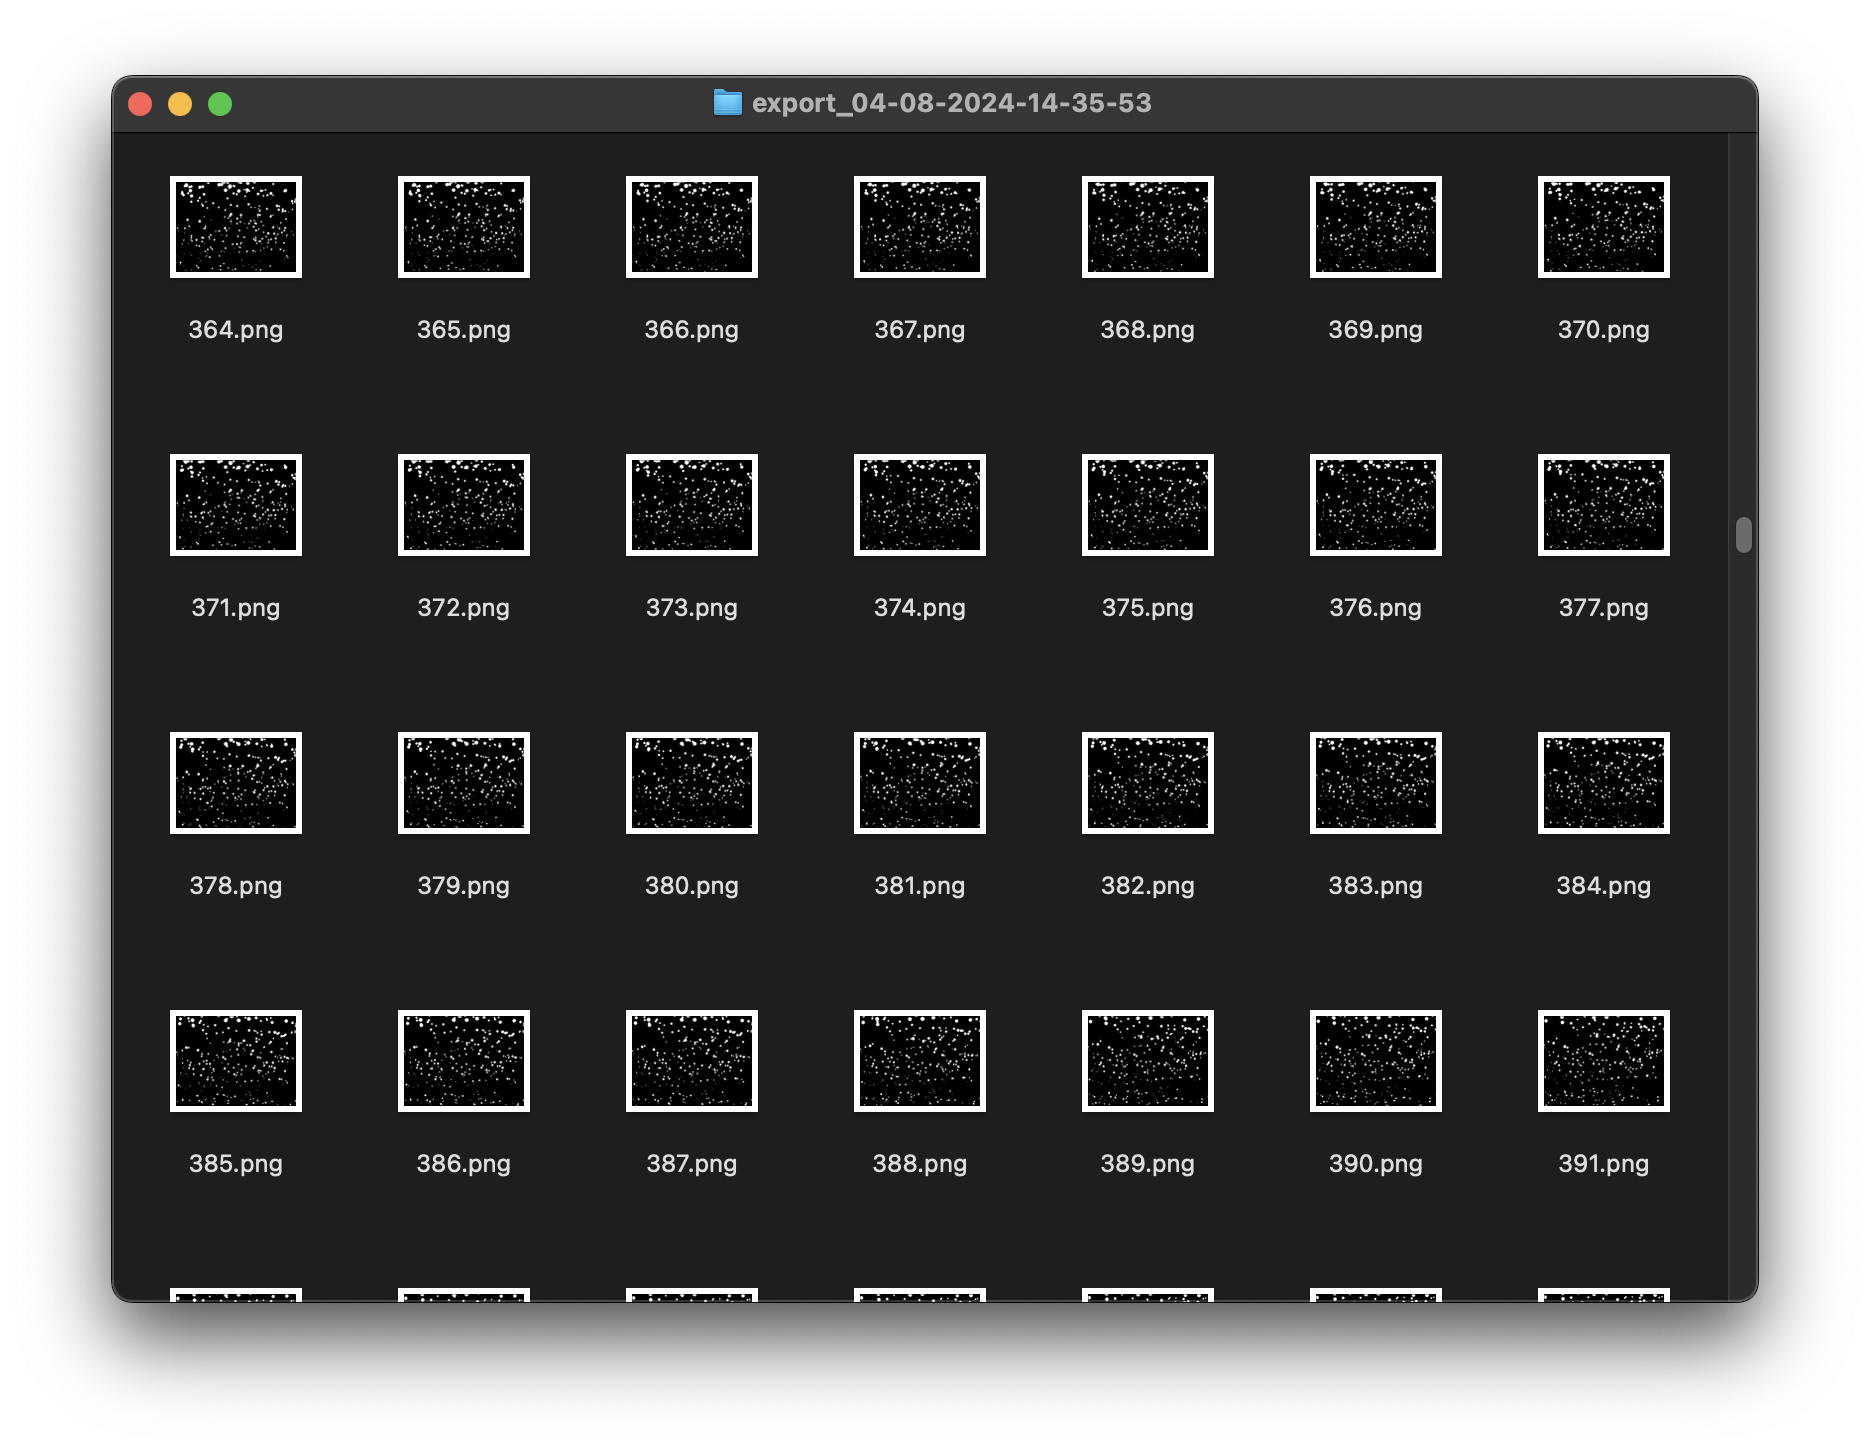 export_04-08-2024-14-35-53
364.png 365.png 366.png 367.png 368.png 369.png 370.png
371.png 372.png 373.png 374.png 375.png 376.png 377.png
378.png 379.png 380.png 381.png 382.png 383.png 384.png
385.png 386.png 387.png 388.png 389.png 390.png 391.png